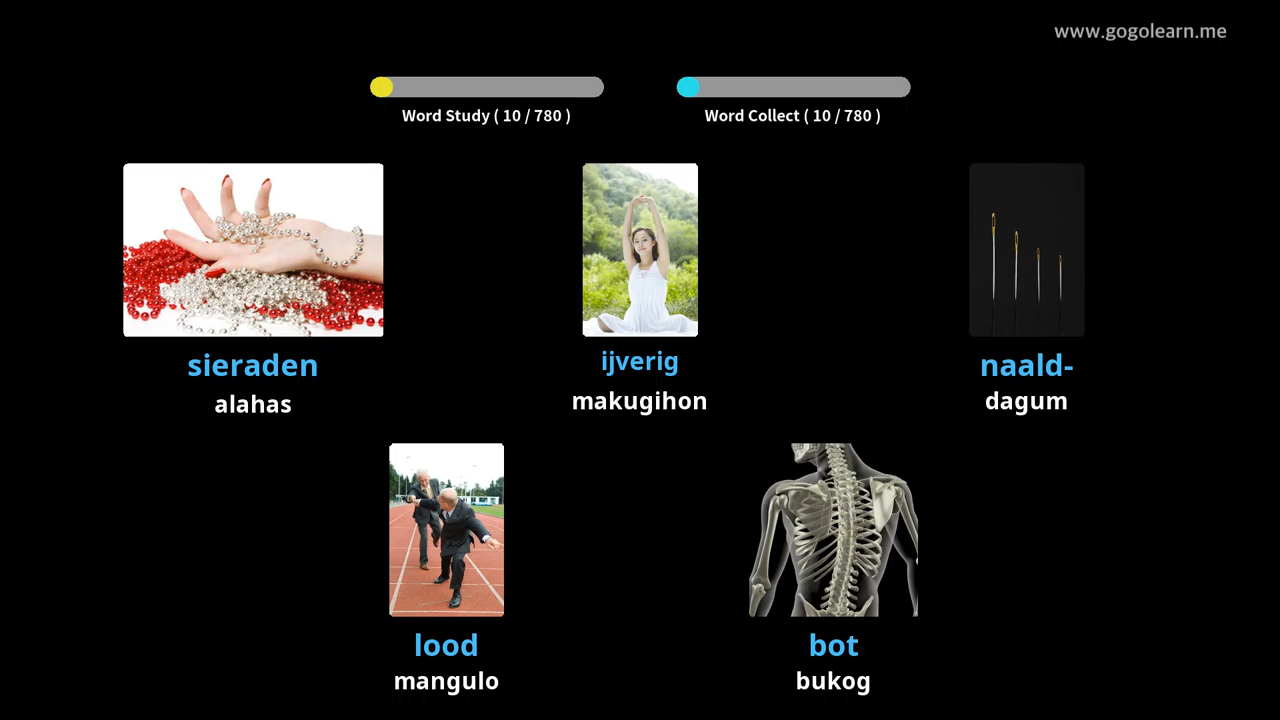 www.gogolearn.me
Word Study ( 10 / 780 )
Word Collect ( 10 / 780 )
sieraden
alahas
ijverig
makugihon
naald-
dagum
lood
mangulo
bot
bukog